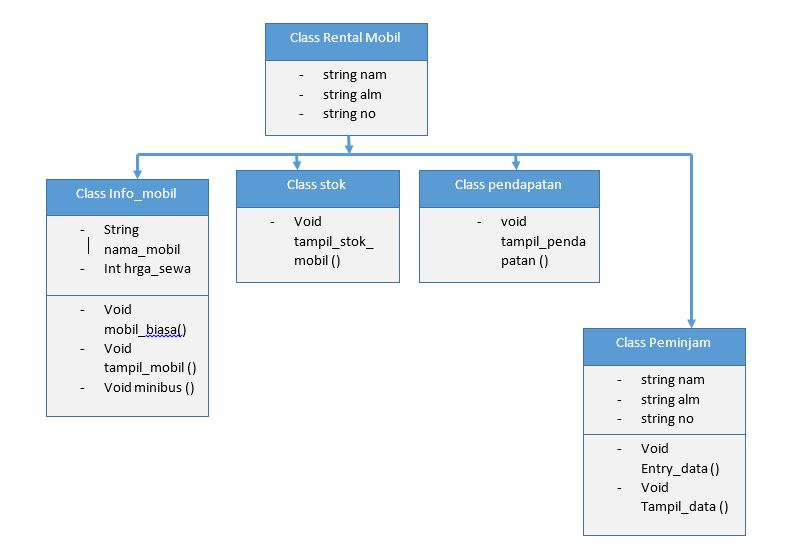 Class Rental Mobil
- string nam
- string alm
- string no
Class Info_mobil
- String
nama_mobil
- Int hrga_sewa
- Void
mobil_biasa()
- Void
tampil_mobil ()
- Void minibus ()
Class stok
- Void
tampil_stok_
mobil ()
Class pendapatan
- void
tampil_penda
patan ()
Class Peminjam
- string nam
- string alm
- string no
- Void
Entry_data ()
- Void
Tampil_data ()